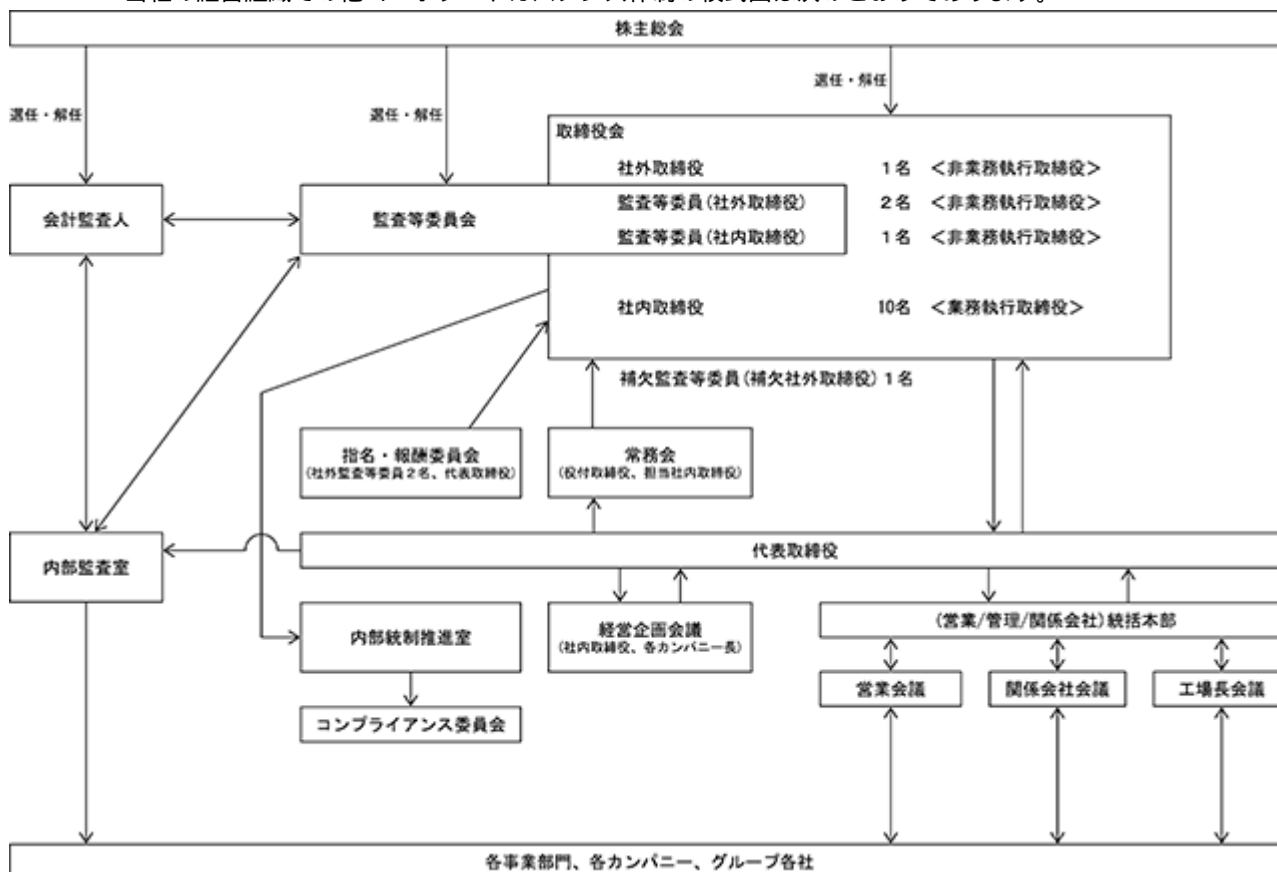 株主総会
選任・解任
選任・解任
選任・解任
取締役会
社外取締役 1名 <非業務執行取締役>
監査等委員(社外取締役) 2名 <非業務執行取締役>
監査等委員(社内取締役) 1名 <非業務執行取締役>
社内取締役 10名 <業務執行取締役>
会計監査人
監査等委員会
補欠監査等委員(補欠社外取締役) 1名
指名・報酬委員会
(社外監査等委員2名、代表取締役)
常務会
(役付取締役、担当社内取締役)
代表取締役
内部監査室
内部統制推進室
経営企画会議
(社内取締役、各カンパニー長)
(営業/管理/関係会社)統括本部
営業会議
関係会社会議
工場長会議
コンプライアンス委員会
各事業部門、各カンパニー、グループ各社